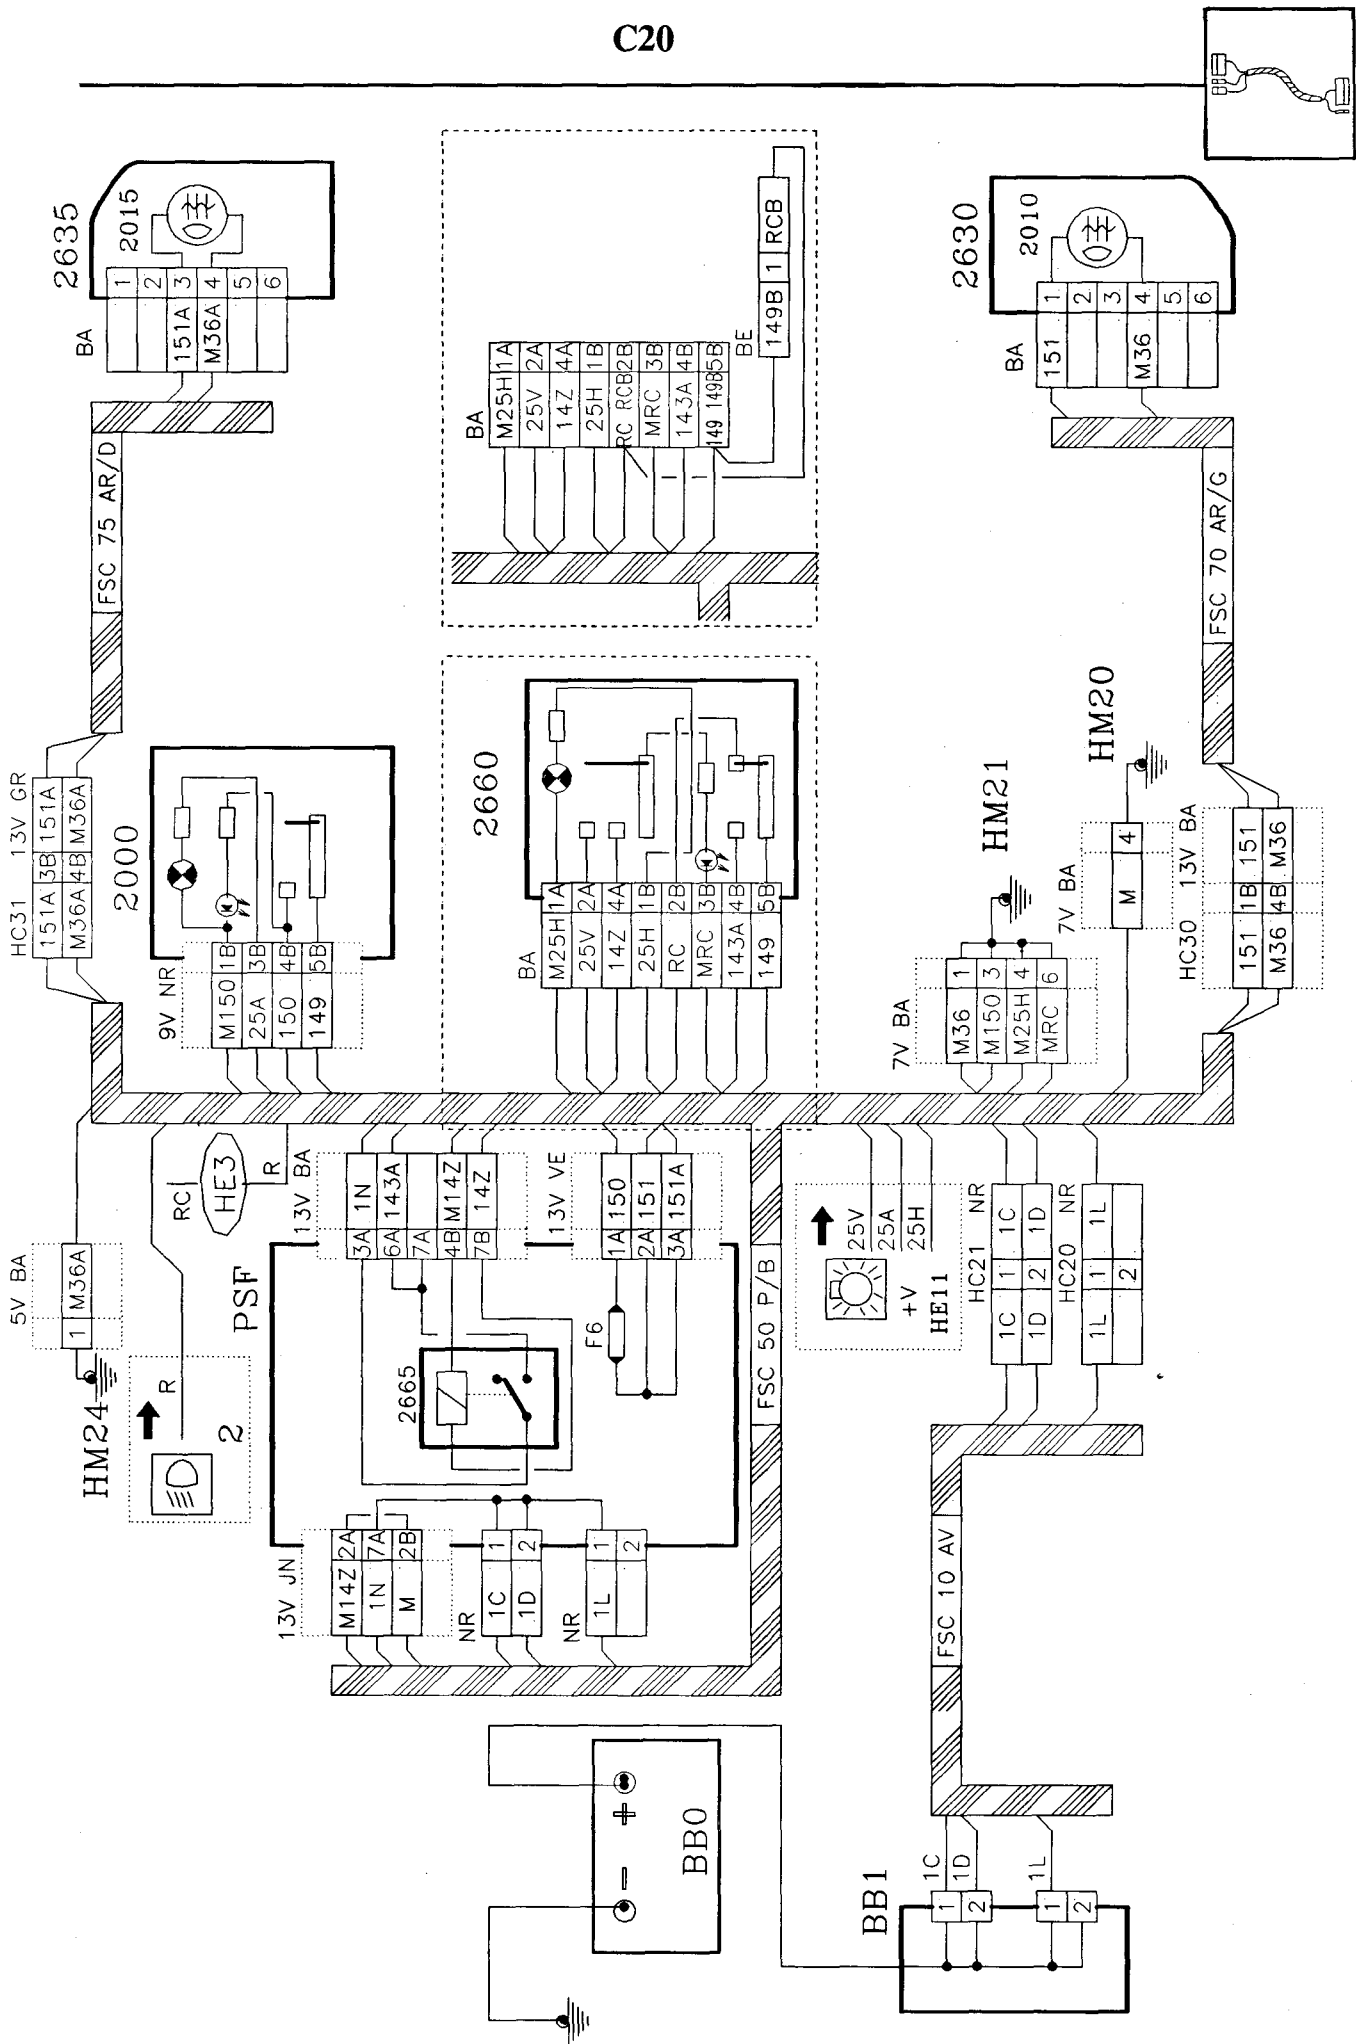 C20
2635
2015
BA
1
2
151A 3
M36A 4
5
6
FSC 75 AR/D
HC31 13V GR
151A 3B 151A
M36A 4B M36A
2000
9V NR
M150 1B
25A 3B
150 4B
149 5B
BA
M25H 1A
25V 2A
14Z 4A
25H 1B
RC RCB 2B
MRC 3B
143A 4B
149 149B 5B
BE
149B 1 RCB
2660
BA
M25H 1A
25V 2A
14Z 4A
25H 1B
RC 2B
MRC 3B
143A 4B
149 5B
2630
2010
BA
151 1
2
3
M36 4
5
6
FSC 70 AR/G
HM20
7V BA
M 4
HM21
7V BA
M36 1
M150 3
M25H 4
MRC 6
HC30 13V BA
151 1B 151
M36 4B M36
5V BA
1 M36A
HM24
R
2
RC
HE3
R
PSF
13V BA
3A 1N
6A 143A
7A
4B M14Z
7B 14Z
13V VE
1A 150
2A 151
3A 151A
F6
2665
13V JN
M14Z 2A
1N 7A
M 2B
NR
1C 1
1D 2
NR
1L 1
2
FSC 50 P/B
25V
25A
25H
+V
HE11
HC21 NR
1C 1 1C
1D 2 1D
HC20 NR
1L 1 1L
2
FSC 10 AV
BB0
+
−
BB1
1C
1D
1L
1
2
1
2